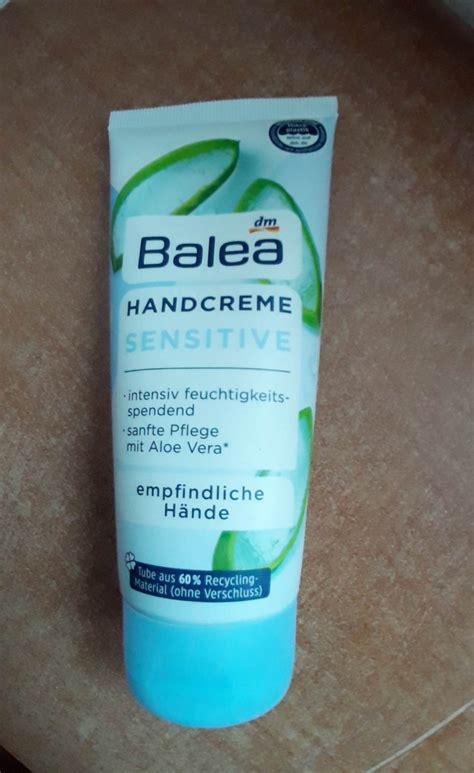 dm
Balea
HANDCREME
SENSITIVE
· intensiv feuchtigkeits-
spendend
· sanfte Pflege
mit Aloe Vera*
empfindliche
Hände
Tube aus 60% Recycling-
Material (ohne Verschluss)